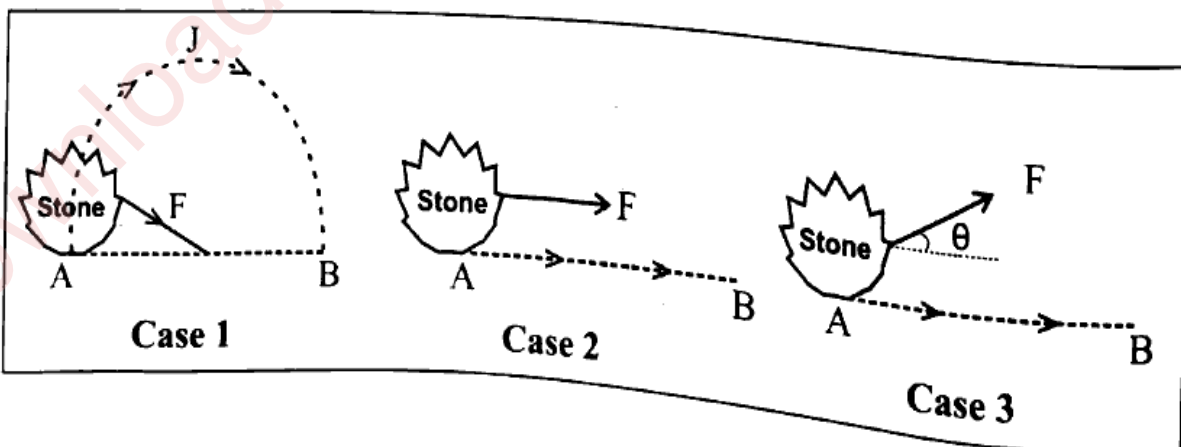 J
Stone F
A B
Case 1
Stone F
A B
Case 2
F
Stone θ
A B
Case 3